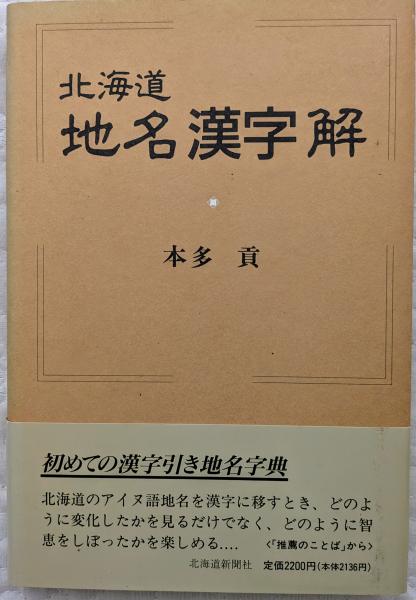 北海道
地名漢字解
本多 貢
初めての漢字引き地名字典
北海道のアイヌ語地名を漢字に移すとき、どのよ
うに変化したかを見るだけでなく、どのように智
恵をしぼったかを楽しめる‥‥ 〈「推薦のことば」から〉
北海道新聞社 定価2200円(本体2136円)